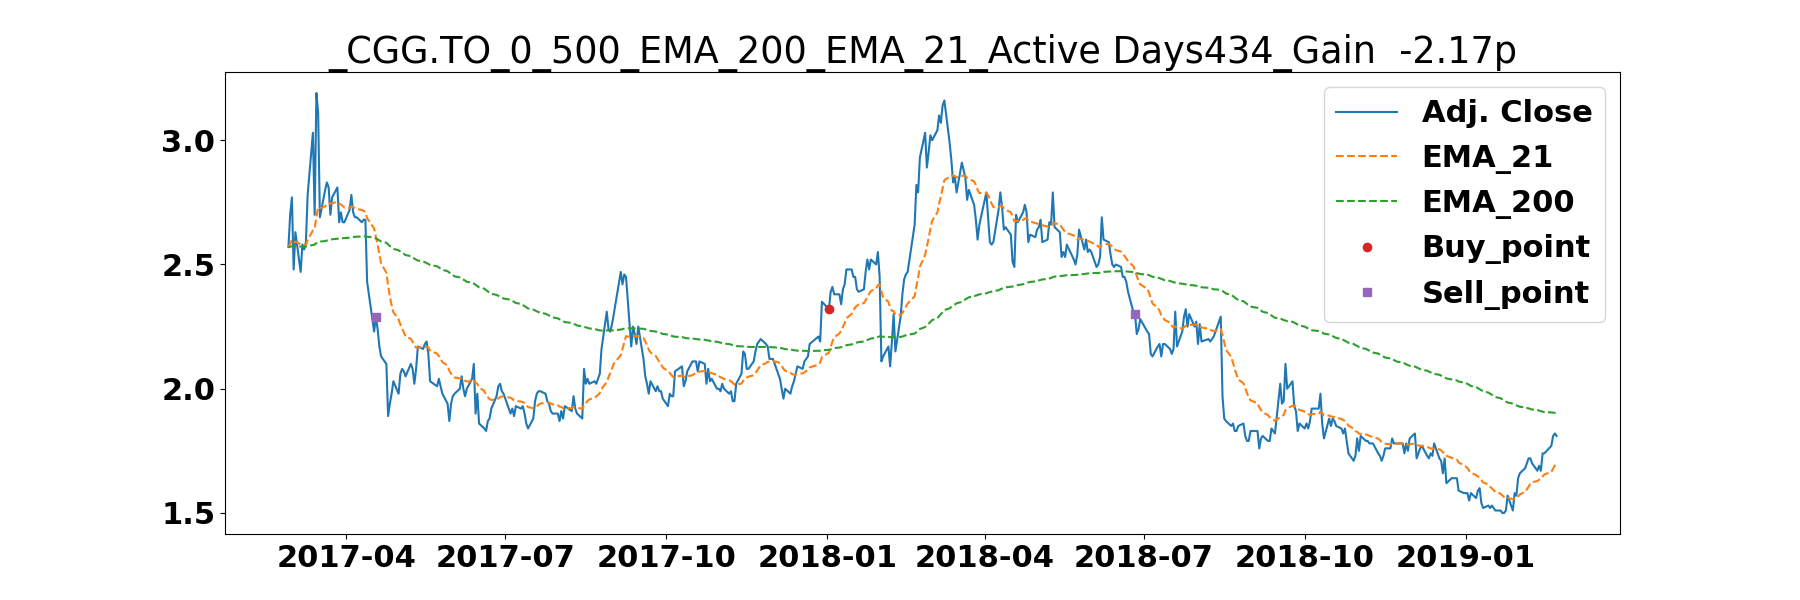 _CGG.TO_0_500_EMA_200_EMA_21_Active Days434_Gain  -2.17p
Adj. Close
EMA_21
EMA_200
Buy_point
Sell_point
3.0
2.5
2.0
1.5
2017-04 2017-07 2017-10 2018-01 2018-04 2018-07 2018-10 2019-01